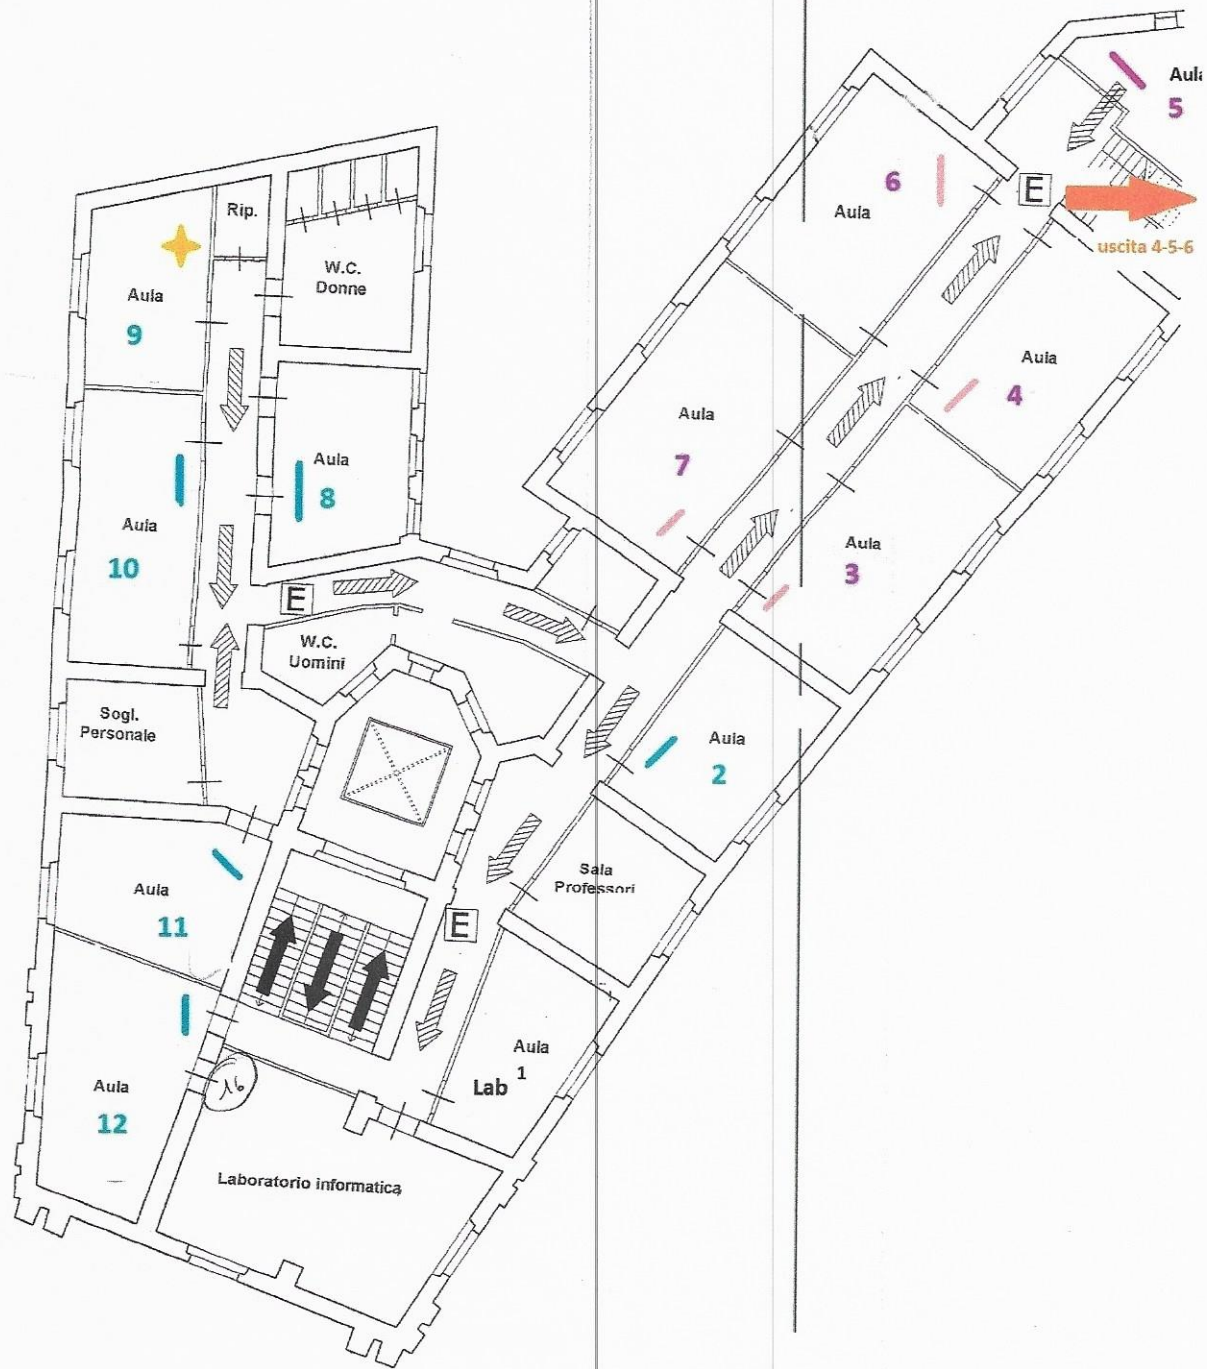 Aula
5
6
Aula
E
uscita 4-5-6
Rip.
W.C.
Donne
Aula
9
Aula
4
Aula
7
Aula
8
Aula
10
Aula
3
E
W.C.
Uomini
Sogl.
Personale
Aula
2
Sala
Professori
Aula
11
E
Aula
1
Lab
16
Aula
12
Laboratorio informatica